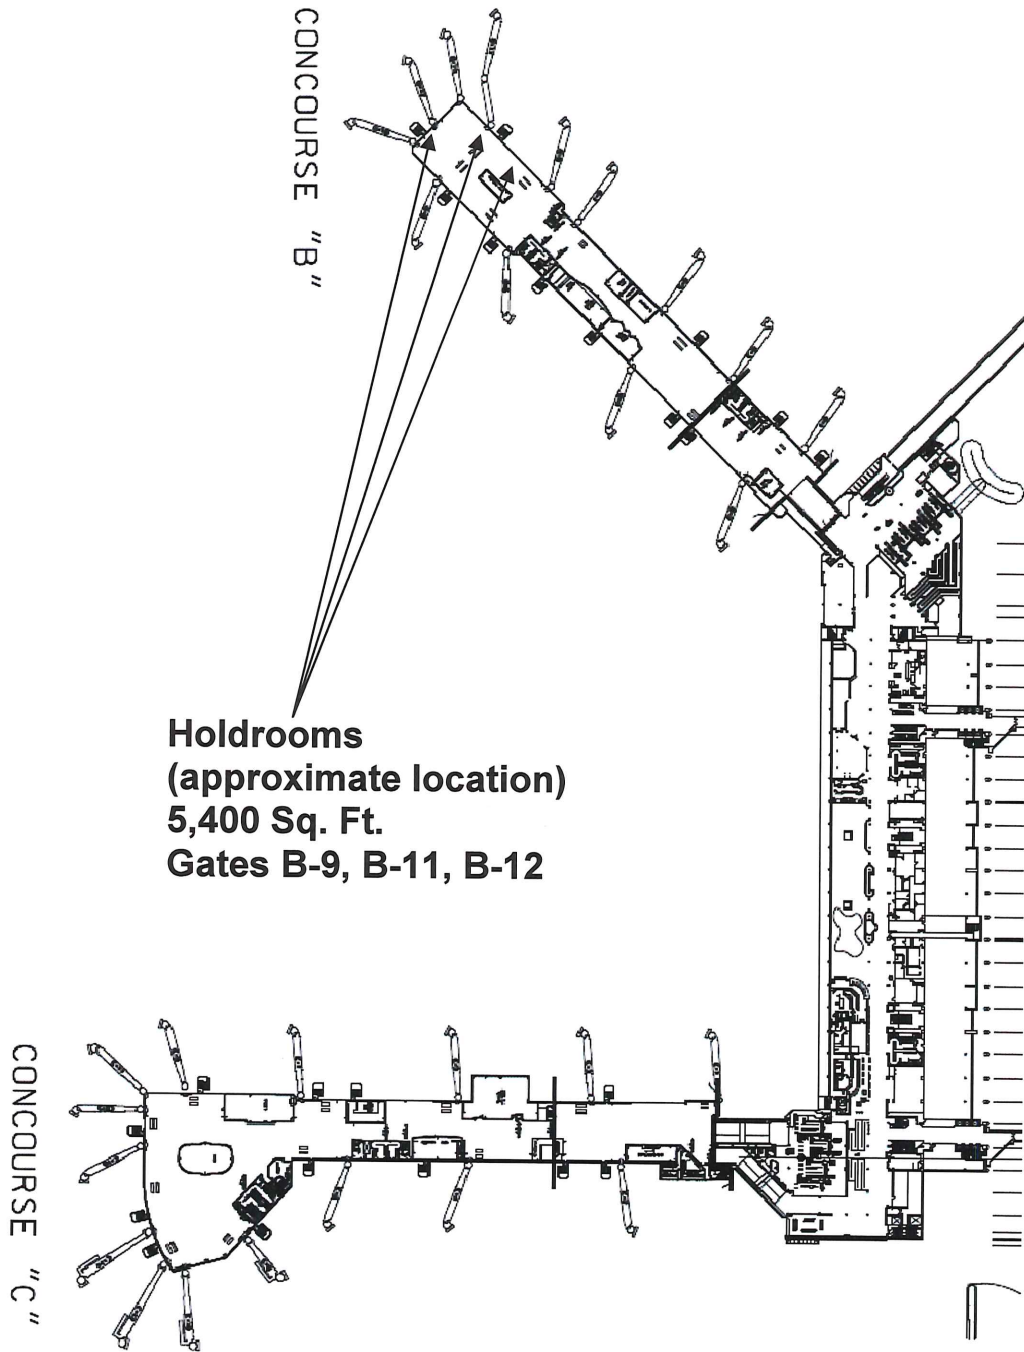 CONCOURSE "B"
Holdrooms
(approximate location)
5,400 Sq. Ft.
Gates B-9, B-11, B-12
CONCOURSE "C"